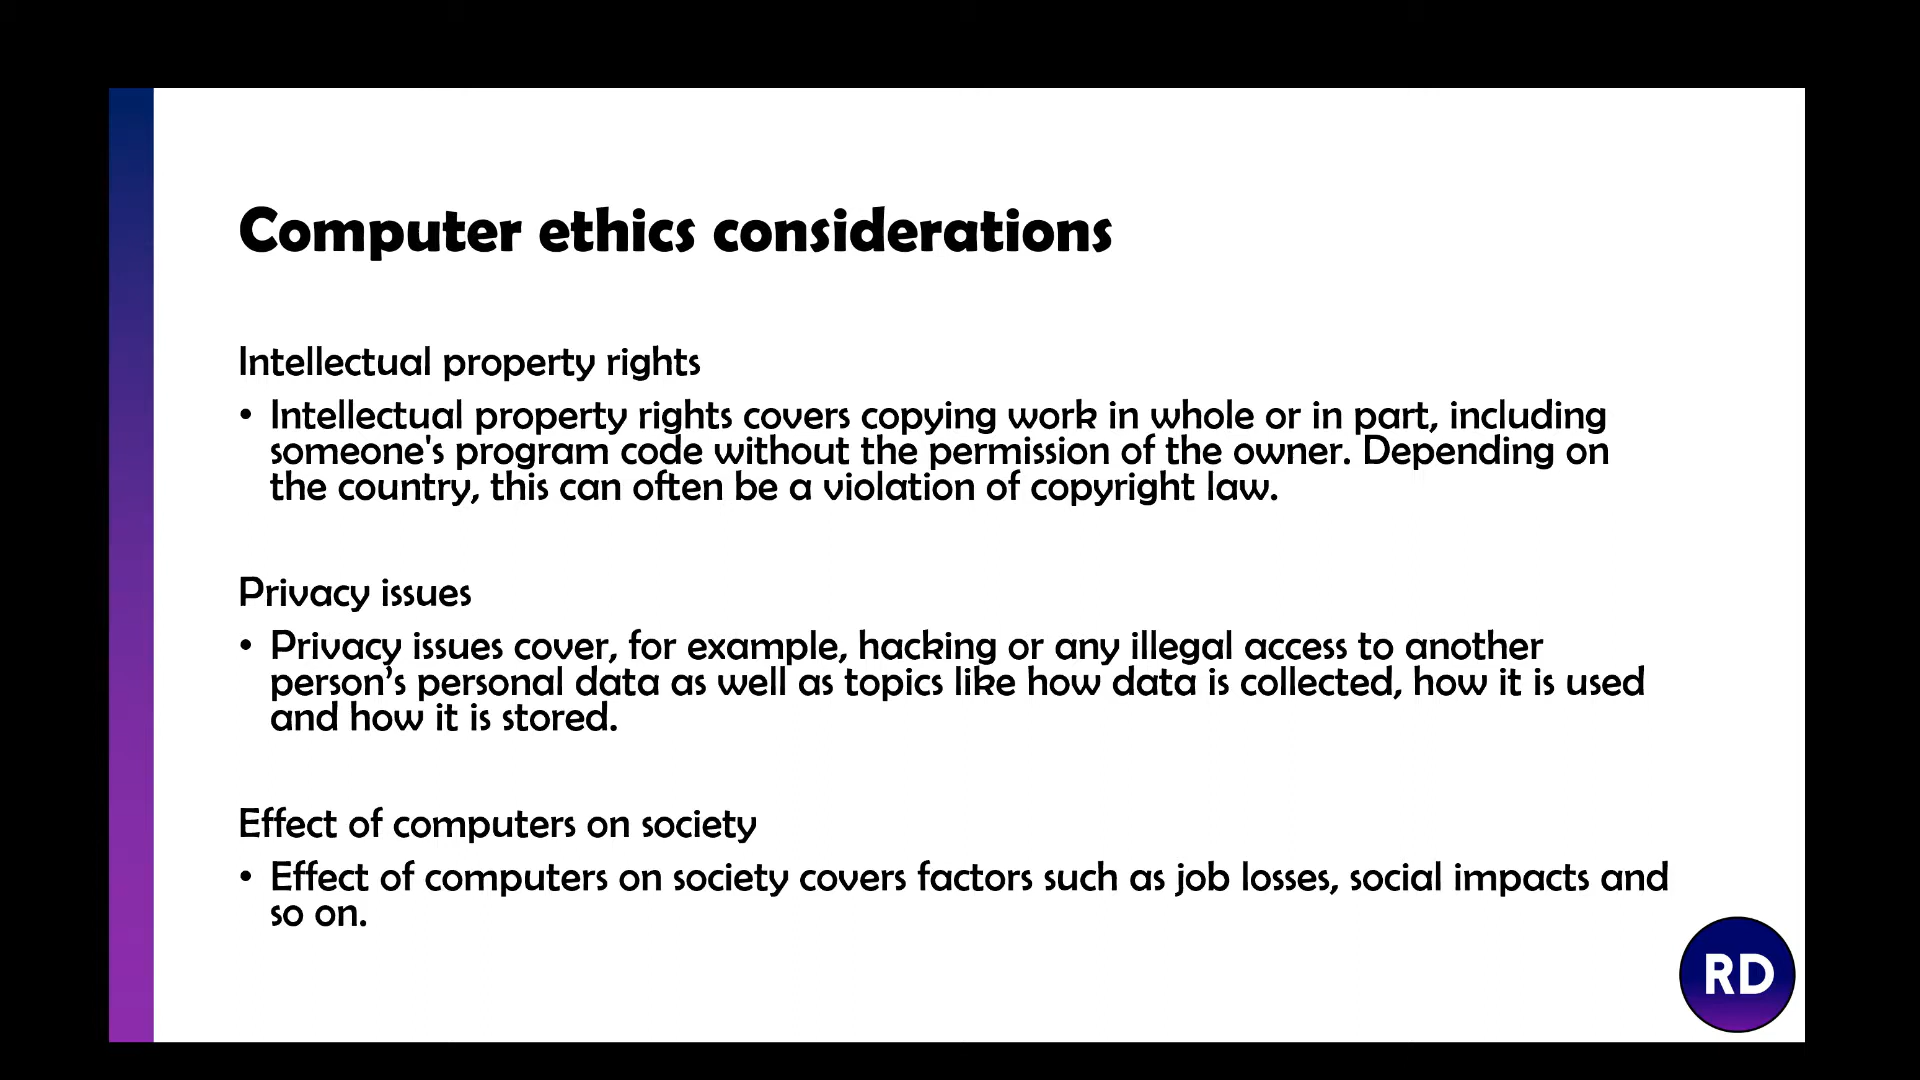 Computer ethics considerations
Intellectual property rights
• Intellectual property rights covers copying work in whole or in part, including
someone's program code without the permission of the owner. Depending on
the country, this can often be a violation of copyright law.
Privacy issues
• Privacy issues cover, for example, hacking or any illegal access to another
person’s personal data as well as topics like how data is collected, how it is used
and how it is stored.
Effect of computers on society
• Effect of computers on society covers factors such as job losses, social impacts and
so on.
RD